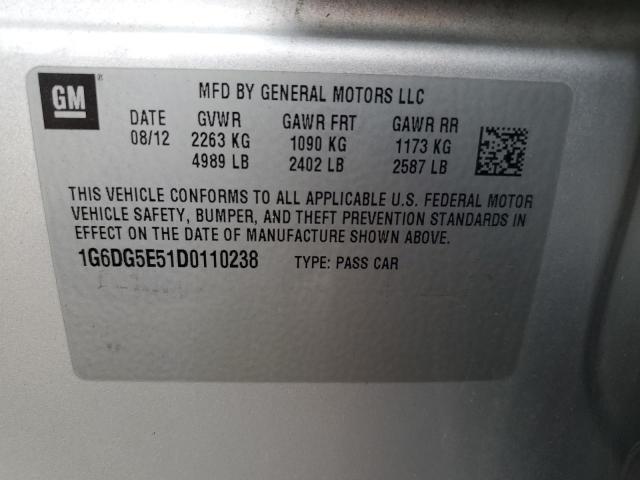 GM ®
MFD BY GENERAL MOTORS LLC
DATE GVWR GAWR FRT GAWR RR
08/12 2263 KG 1090 KG 1173 KG
4989 LB 2402 LB 2587 LB
THIS VEHICLE CONFORMS TO ALL APPLICABLE U.S. FEDERAL MOTOR
VEHICLE SAFETY, BUMPER, AND THEFT PREVENTION STANDARDS IN
EFFECT ON THE DATE OF MANUFACTURE SHOWN ABOVE.
1G6DG5E51D0110238 TYPE: PASS CAR